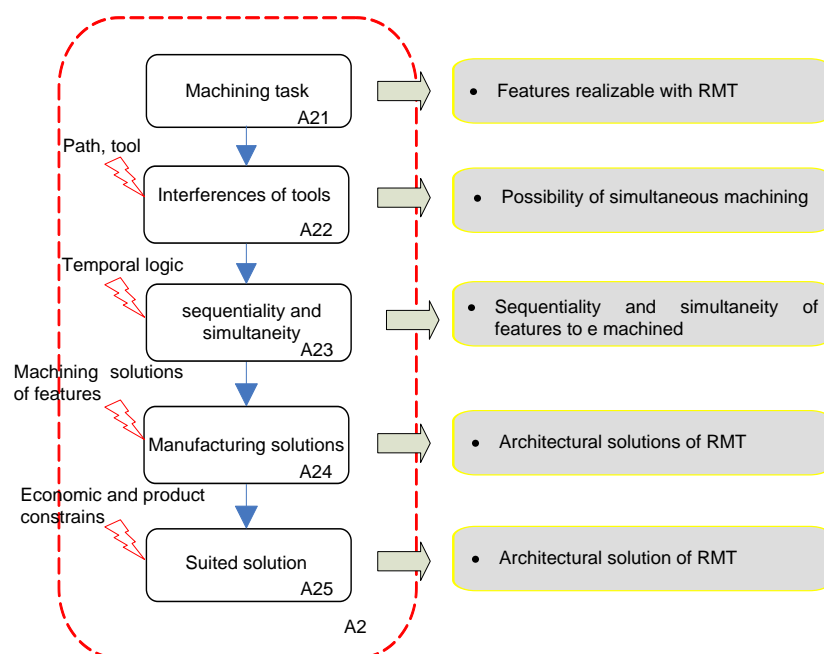 Machining task
A21
• Features realizable with RMT
Path, tool
Interferences of tools
A22
• Possibility of simultaneous machining
Temporal logic
sequentiality and
simultaneity
A23
• Sequentiality and simultaneity of
features to e machined
Machining solutions
of features
Manufacturing solutions
A24
• Architectural solutions of RMT
Economic and product
constrains
Suited solution
A25
• Architectural solution of RMT
A2